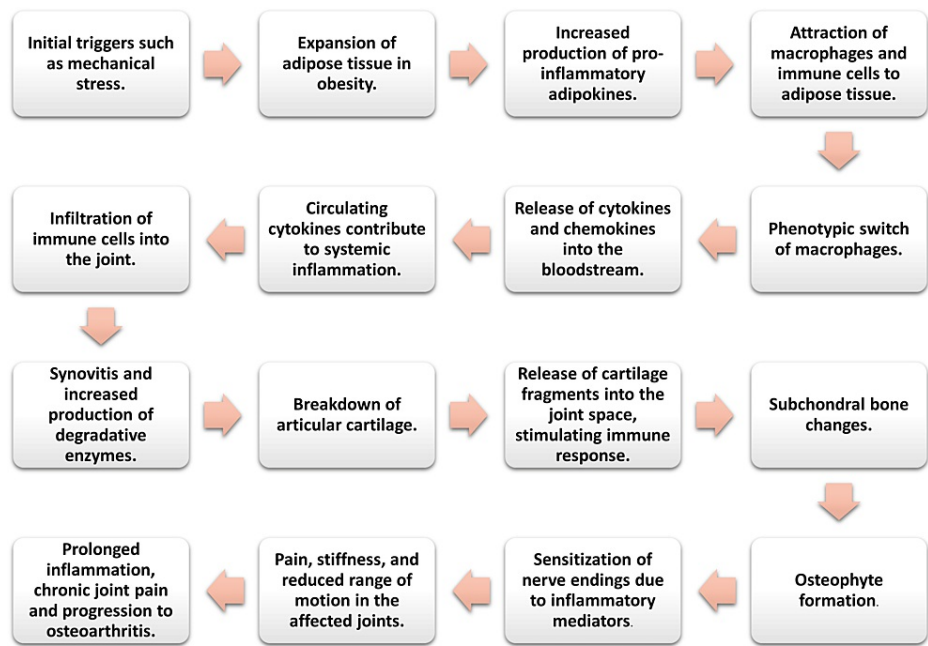 Initial triggers such
as mechanical
stress.
Expansion of
adipose tissue in
obesity.
Increased
production of pro-
inflammatory
adipokines.
Attraction of
macrophages and
immune cells to
adipose tissue.
Phenotypic switch
of macrophages.
Release of cytokines
and chemokines
into the
bloodstream.
Circulating
cytokines contribute
to systemic
inflammation.
Infiltration of
immune cells into
the joint.
Synovitis and
increased
production of
degradative
enzymes.
Breakdown of
articular cartilage.
Release of cartilage
fragments into the
joint space,
stimulating immune
response.
Subchondral bone
changes.
Osteophyte
formation.
Sensitization of
nerve endings due
to inflammatory
mediators.
Pain, stiffness, and
reduced range of
motion in the
affected joints.
Prolonged
inflammation,
chronic joint pain
and progression to
osteoarthritis.